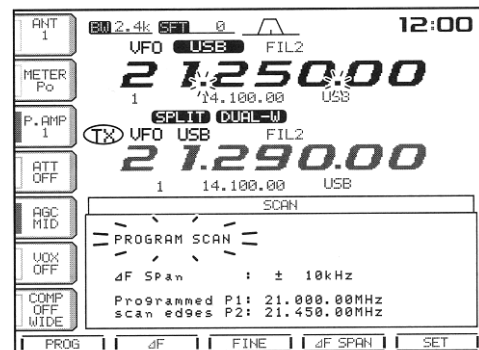 ANT
1
BW 2.4k SFT 0
12:00
VFO USB FIL2
21.250.00
1 14.100.00 USB
METER
Po
P.AMP
1
SPLIT DUAL-W
TX VFO USB FIL2
21.290.00
1 14.100.00 USB
ATT
OFF
AGC
MID
VOX
OFF
COMP
OFF
WIDE
SCAN
PROGRAM SCAN
⊿F SPan : ± 10kHz
Programmed P1: 21.000.00MHz
scan edges P2: 21.450.00MHz
PROG ⊿F FINE ⊿F SPAN SET